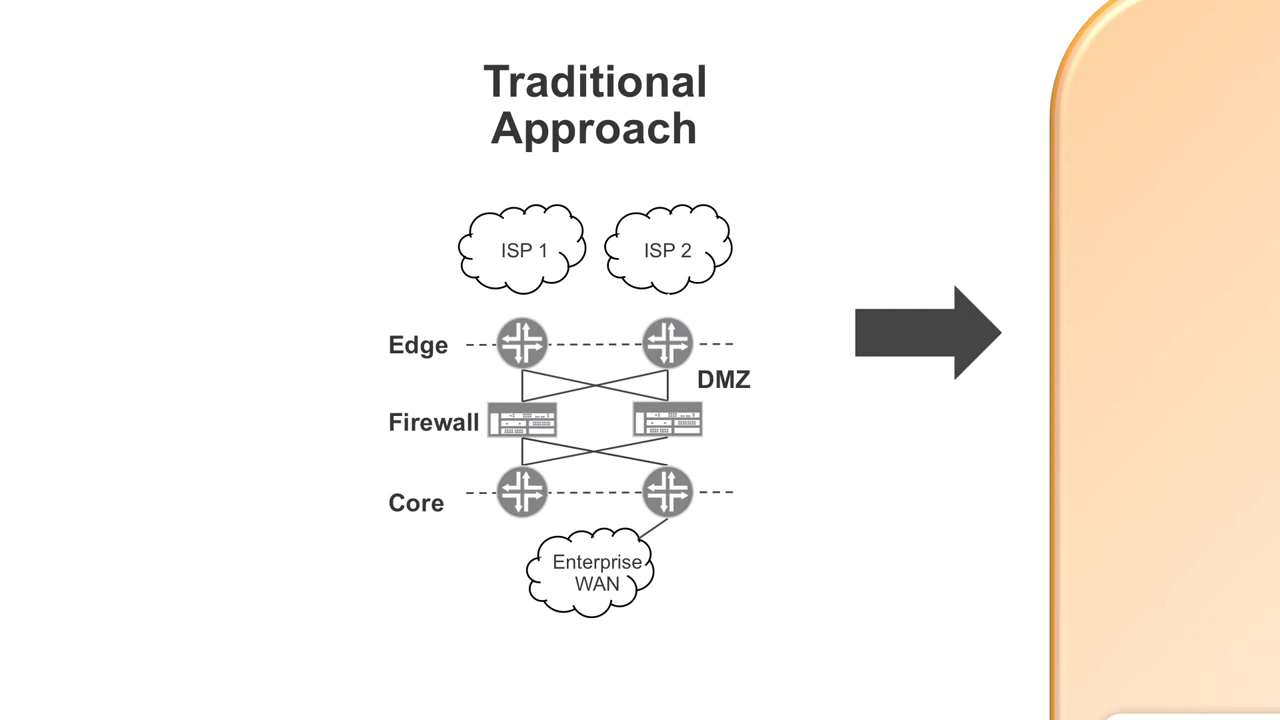 Traditional
Approach
ISP 1
ISP 2
Edge
DMZ
Firewall
Core
Enterprise
WAN